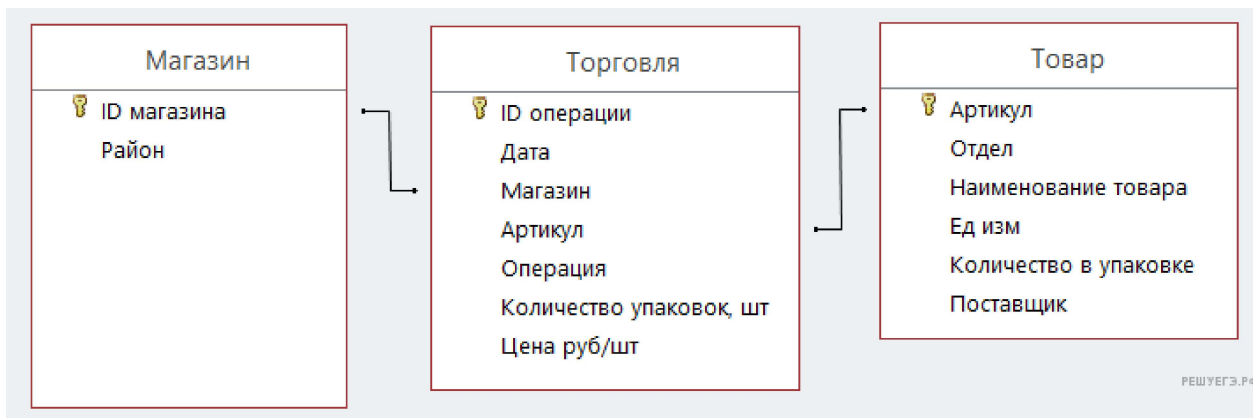 Магазин
ID магазина
Район
Торговля
ID операции
Дата
Магазин
Артикул
Операция
Количество упаковок, шт
Цена руб/шт
Товар
Артикул
Отдел
Наименование товара
Ед изм
Количество в упаковке
Поставщик
РЕШУЕГЭ.РФ